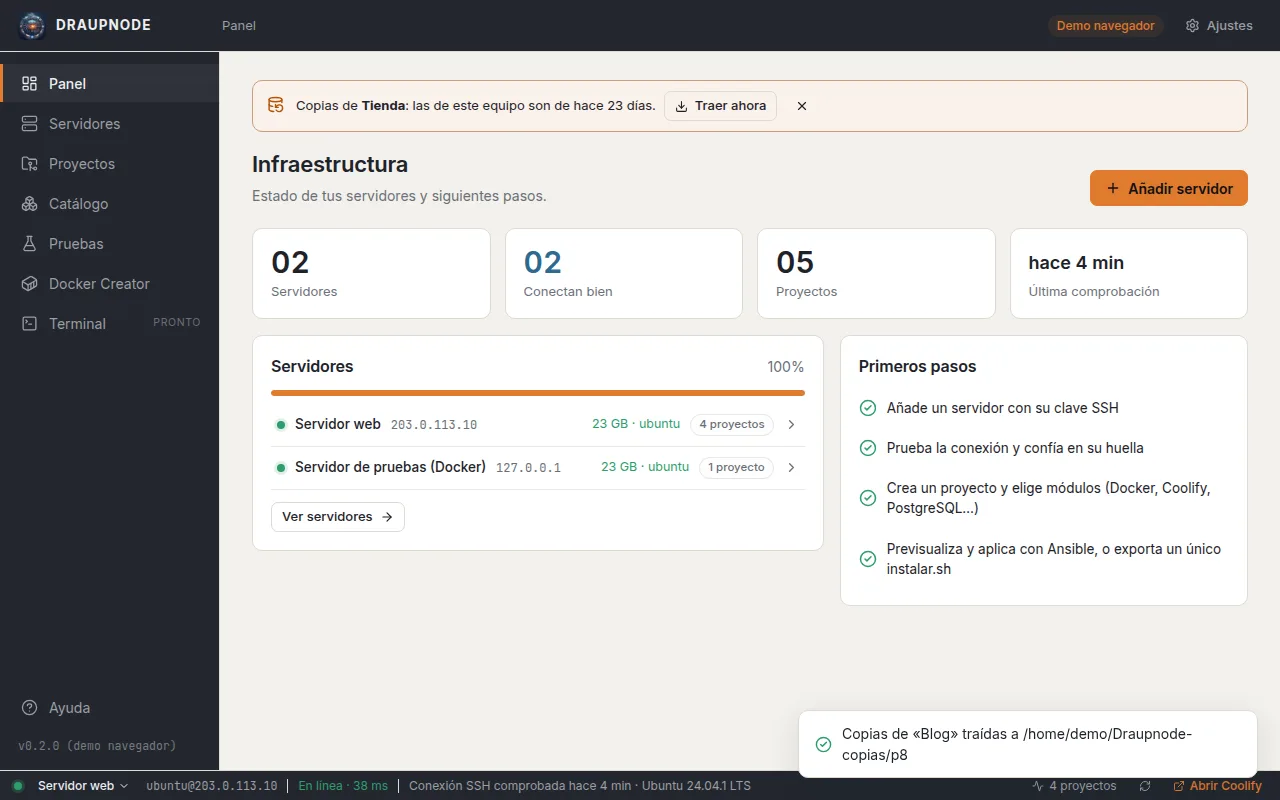 DRAUPNODE
Panel
Demo navegador
Ajustes
Panel
Servidores
Proyectos
Catálogo
Pruebas
Docker Creator
Terminal
PRONTO
Ayuda
v0.2.0 (demo navegador)
Copias de Tienda: las de este equipo son de hace 23 días.
Traer ahora
Infraestructura
Estado de tus servidores y siguientes pasos.
Añadir servidor
02
Servidores
02
Conectan bien
05
Proyectos
hace 4 min
Última comprobación
Servidores
100%
Servidor web 203.0.113.10 23 GB · ubuntu 4 proyectos
Servidor de pruebas (Docker) 127.0.0.1 23 GB · ubuntu 1 proyecto
Ver servidores
Primeros pasos
Añade un servidor con su clave SSH
Prueba la conexión y confía en su huella
Crea un proyecto y elige módulos (Docker, Coolify,
PostgreSQL...)
Previsualiza y aplica con Ansible, o exporta un único
instalar.sh
Copias de «Blog» traídas a /home/demo/Draupnode-
copias/p8
Servidor web
ubuntu@203.0.113.10
En línea · 38 ms
Conexión SSH comprobada hace 4 min · Ubuntu 24.04.1 LTS
4 proyectos
Abrir Coolify